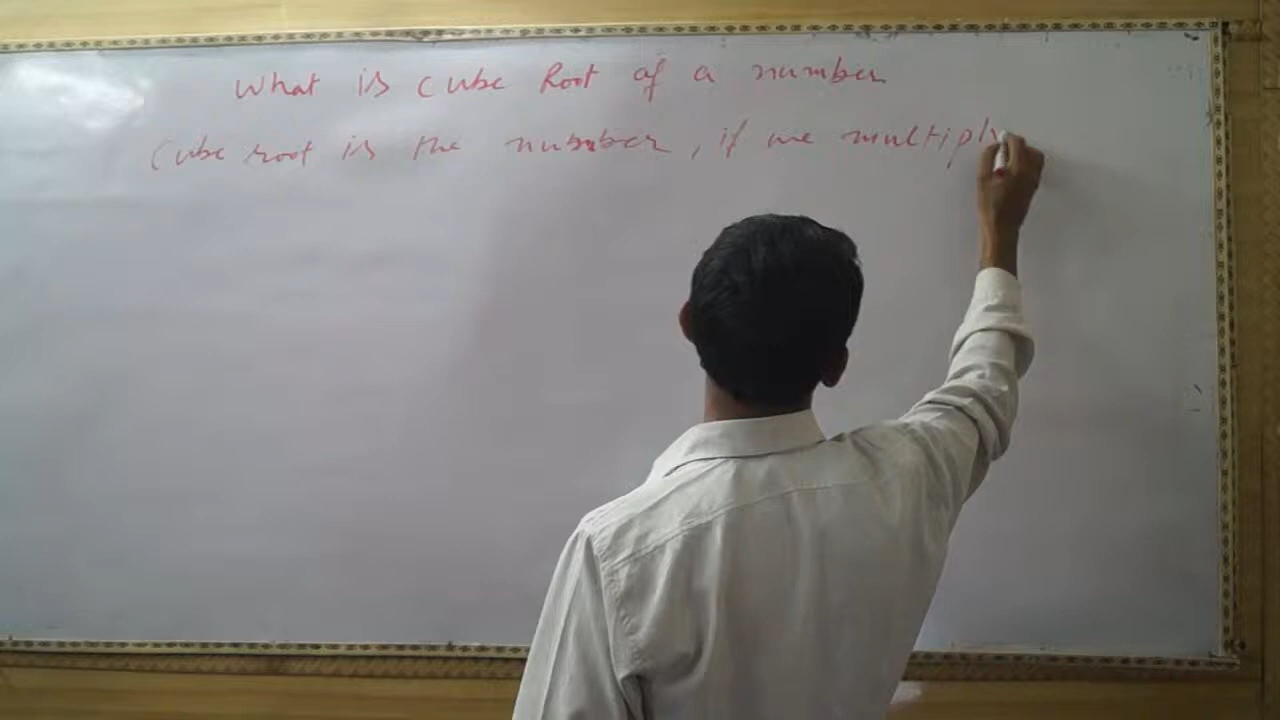 What is cube Root of a number
Cube root is the number, if we multiply